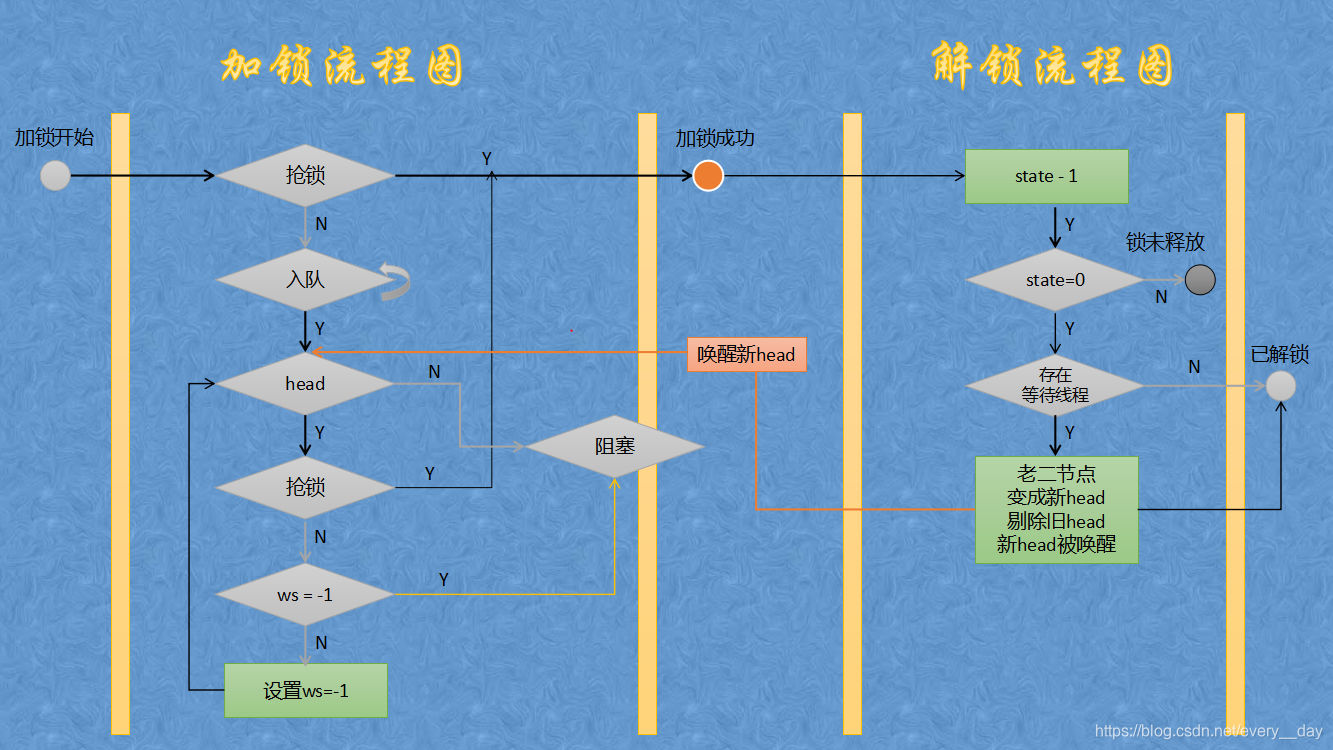 加锁流程图
解锁流程图
加锁开始
抢锁
Y
加锁成功
state - 1
N
Y
锁未释放
入队
state=0
N
Y
Y
唤醒新head
已解锁
head
N
存在
等待线程
N
Y
Y
阻塞
抢锁
Y
老二节点
变成新head
剔除旧head
新head被唤醒
N
ws = -1
Y
N
设置ws=-1
https://blog.csdn.net/every__day